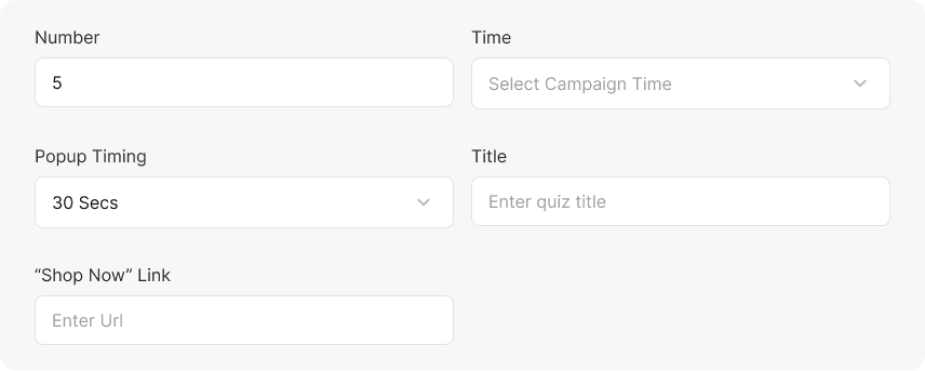 Number
5
Time
Select Campaign Time
Popup Timing
30 Secs
Title
Enter quiz title
“Shop Now” Link
Enter Url